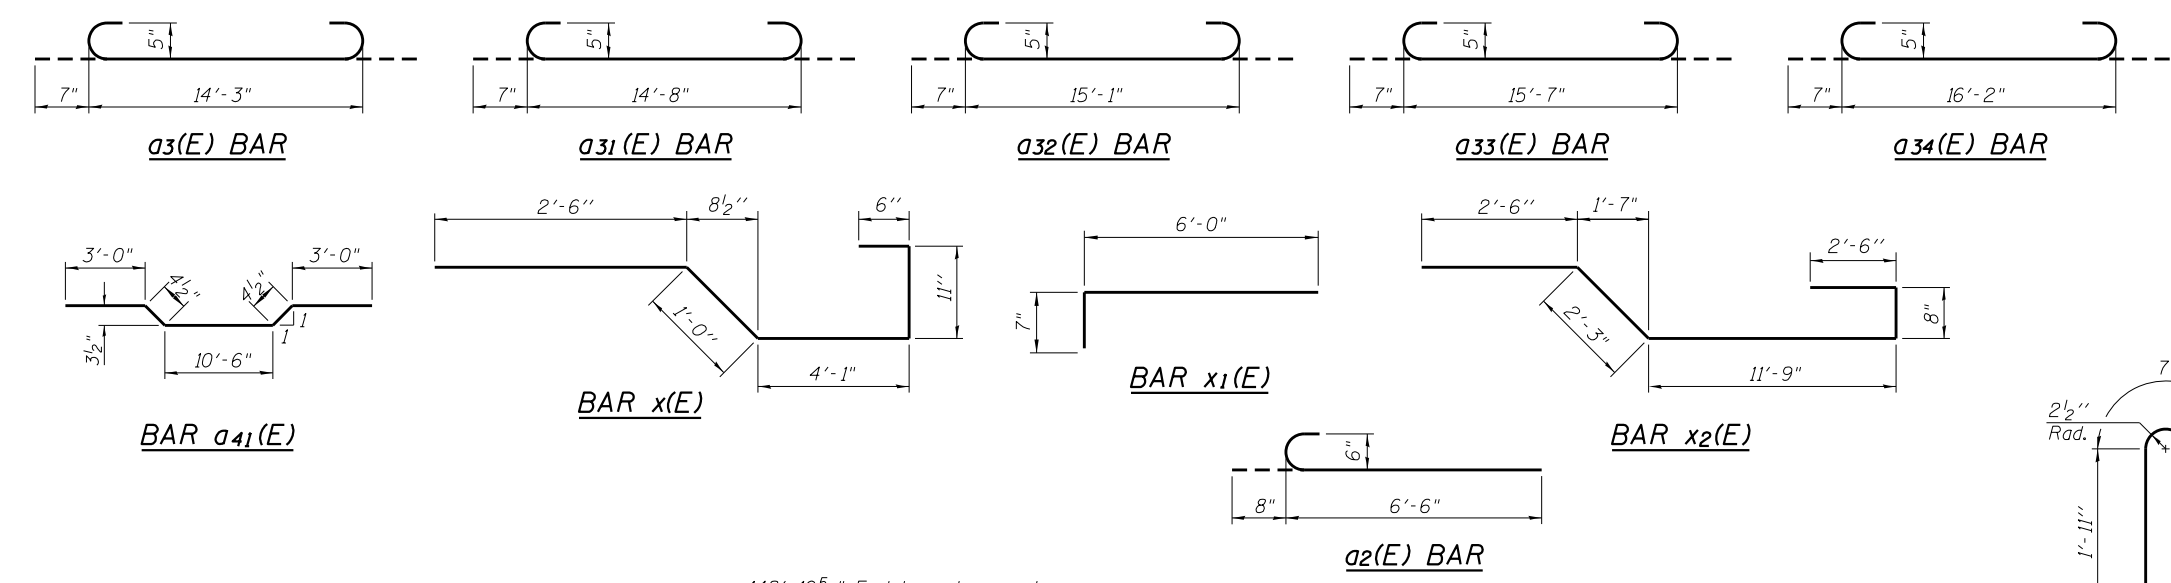 5" 5" 5" 5" 5"
7" 14'-3" 7" 14'-8" 7" 15'-1" 7" 15'-7" 7" 16'-2"
a3(E) BAR a31(E) BAR a32(E) BAR a33(E) BAR a34(E) BAR
3'-0" 4½" 4½" 3'-0"
3½" 1 1
10'-6"
BAR a41(E)
2'-6'' 8½'' 6''
1'-0'' 11''
4'-1"
BAR x(E)
6'-0"
7"
BAR x1(E)
2'-6'' 1'-7"
2'-6''
2'-3" 8"
11'-9"
BAR x2(E)
6"
8" 6'-6"
a2(E) BAR
7
2½''
Rad.
1'-11''